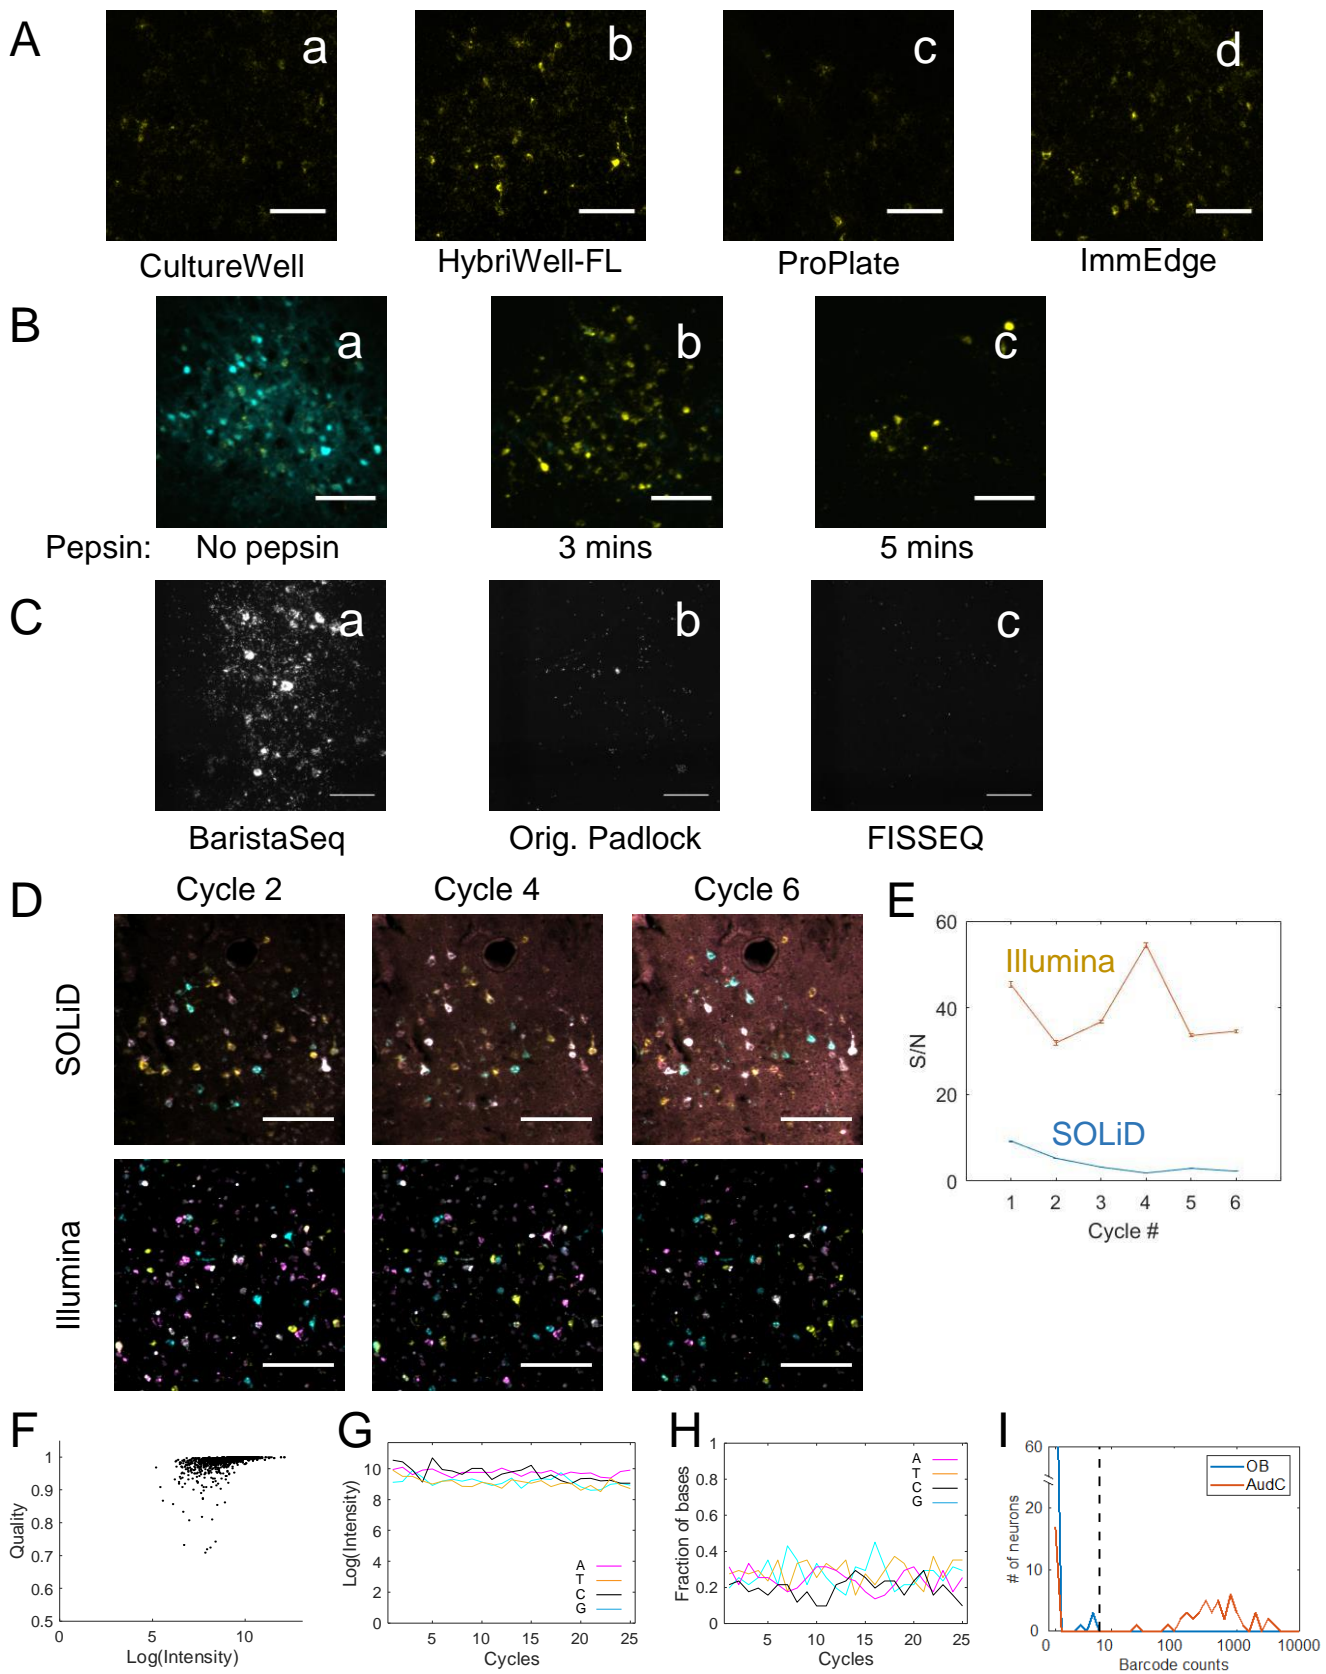 A
a
b
c
d
CultureWell
HybriWell-FL
ProPlate
ImmEdge
B
a
b
c
Pepsin:
No pepsin
3 mins
5 mins
C
a
b
c
BaristaSeq
Orig. Padlock
FISSEQ
D
Cycle 2
Cycle 4
Cycle 6
SOLiD
Illumina
E
60
40
20
0
S/N
Illumina
SOLiD
1 2 3 4 5 6
Cycle #
F
1
0.9
0.8
0.7
0.6
0.5
Quality
0 5 10
Log(Intensity)
G
10
8
6
4
2
0
Log(Intensity)
A
T
C
G
5 10 15 20 25
Cycles
H
1
0.8
0.6
0.4
0.2
0
Fraction of bases
A
T
C
G
5 10 15 20 25
Cycles
I
60
20
10
0
# of neurons
OB
AudC
0 10 100 1000 10000
Barcode counts